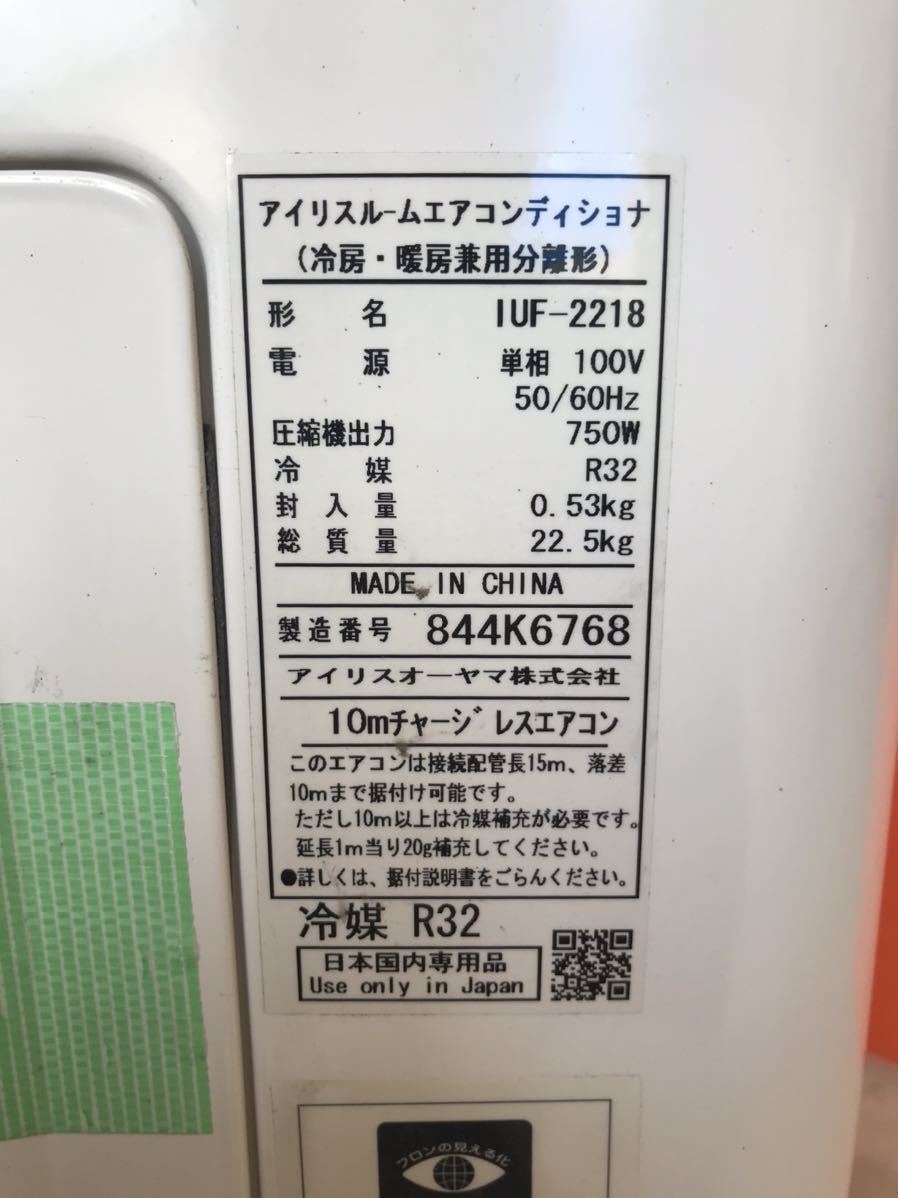 アイリスルームエアコンディショナ
(冷房・暖房兼用分離形)
形 名 IUF-2218
電 源 単相 100V
50/60Hz
圧縮機出力 750W
冷 媒 R32
封 入 量 0.53kg
総 質 量 22.5kg
MADE IN CHINA
製造番号 844K6768
アイリスオーヤマ株式会社
10mチャージレスエアコン
このエアコンは接続配管長15m、落差
10mまで据付け可能です。
ただし10m以上は冷媒補充が必要です。
延長1m当り20g補充してください。
●詳しくは、据付説明書をごらんください。
冷媒 R32
日本国内専用品
Use only in Japan
フロンの見える化